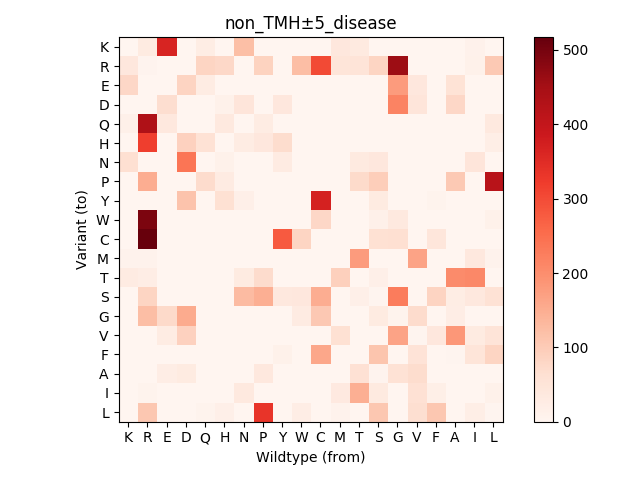 non_TMH±5_disease
Variant (to)
K
R
E
D
Q
H
N
P
Y
W
C
M
T
S
G
V
F
A
I
L
K R E D Q H N P Y W C M T S G V F A I L
Wildtype (from)
500
400
300
200
100
0